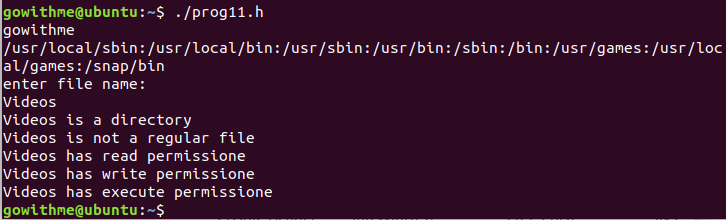 gowithme@ubuntu:~$ ./prog11.h
gowithme
/usr/local/sbin:/usr/local/bin:/usr/sbin:/usr/bin:/sbin:/bin:/usr/games:/usr/loc
al/games:/snap/bin
enter file name:
Videos
Videos is a directory
Videos is not a regular file
Videos has read permissione
Videos has write permissione
Videos has execute permissione
gowithme@ubuntu:~$